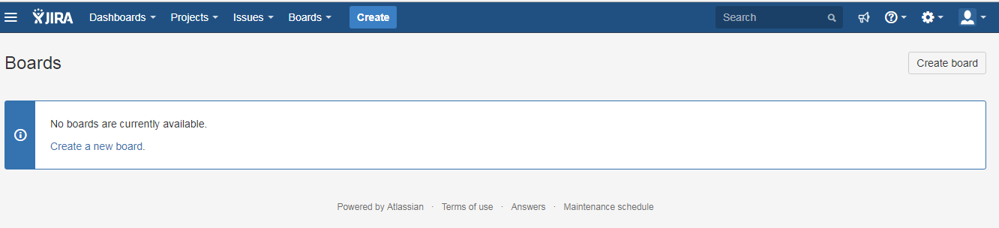 JIRA Dashboards Projects Issues Boards Create Search
Boards
Create board
No boards are currently available.
Create a new board.
Powered by Atlassian · Terms of use · Answers · Maintenance schedule